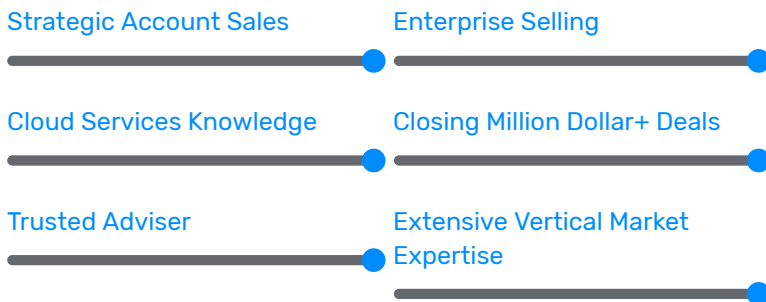 Strategic Account Sales
Enterprise Selling
Cloud Services Knowledge
Closing Million Dollar+ Deals
Trusted Adviser
Extensive Vertical Market
Expertise